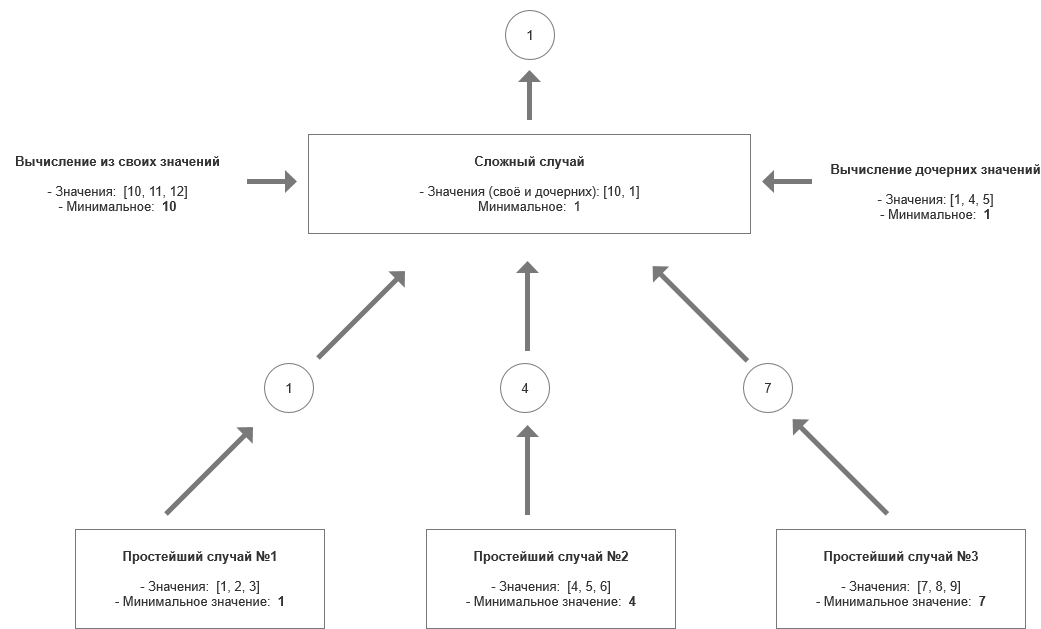 1
Вычисление из своих значений
- Значения:  [10, 11, 12]
- Минимальное:  10
Сложный случай
- Значения (своё и дочерних): [10, 1]
Минимальное:  1
Вычисление дочерних значений
- Значения: [1, 4, 5]
- Минимальное:  1
1
4
7
Простейший случай №1
- Значения:  [1, 2, 3]
- Минимальное значение:  1
Простейший случай №2
- Значения:  [4, 5, 6]
- Минимальное значение:  4
Простейший случай №3
- Значения:  [7, 8, 9]
- Минимальное значение:  7